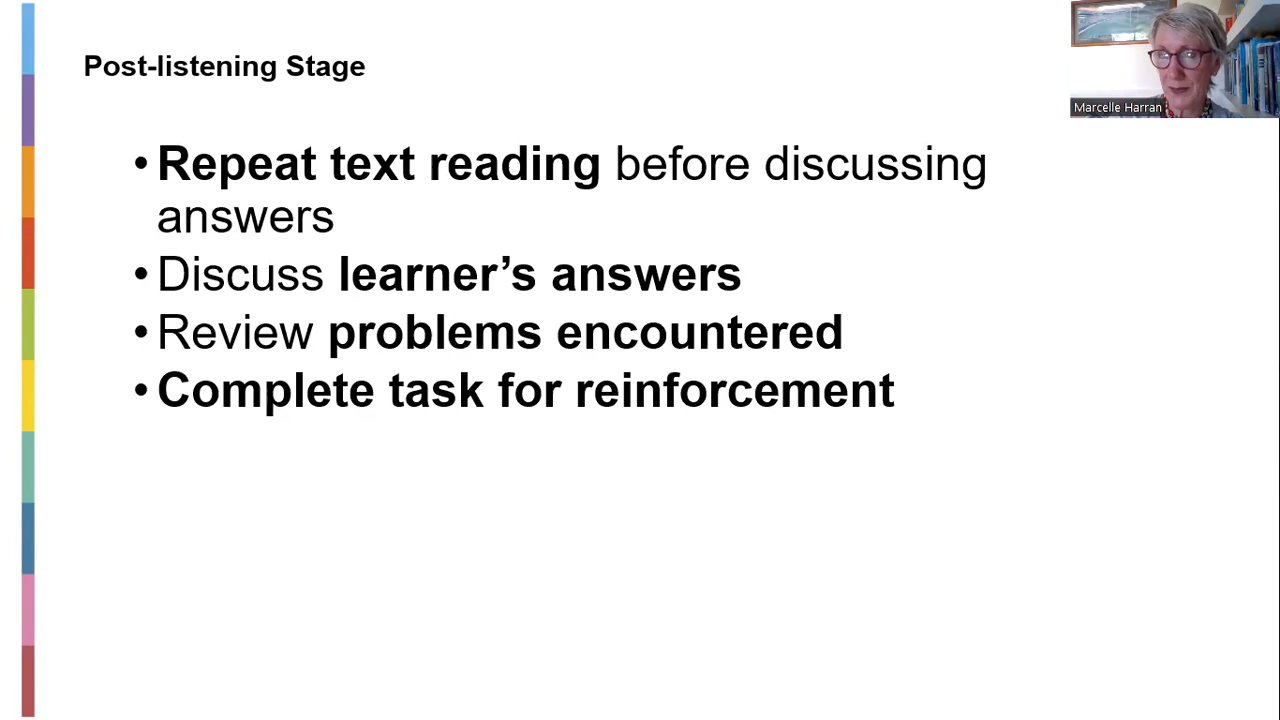 Post-listening Stage
Marcelle Harran
• Repeat text reading before discussing
answers
• Discuss learner’s answers
• Review problems encountered
• Complete task for reinforcement